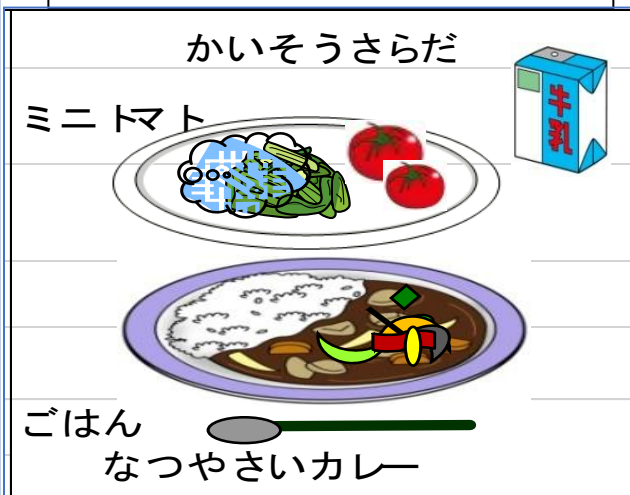 かいそうさらだ
牛乳
ミニトマト
ごはん
なつやさいカレー